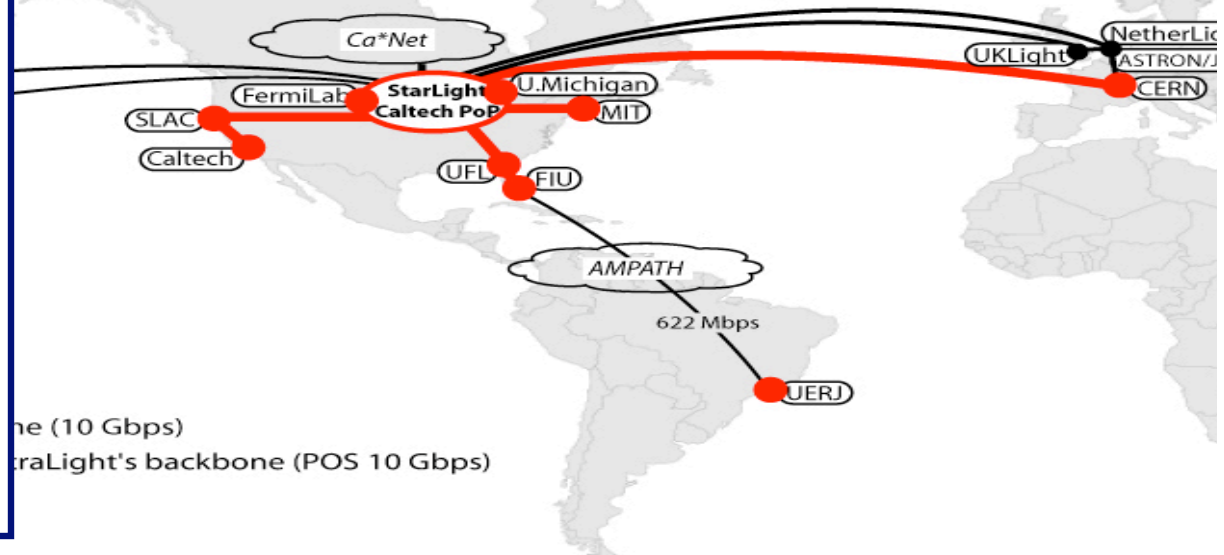 Ca*Net
NetherLig
UKLight
ASTRON/J
CERN
StarLight
Caltech PoP
U.Michigan
FermiLab
MIT
SLAC
Caltech
UFL
FIU
AMPATH
622 Mbps
UERJ
ne (10 Gbps)
traLight's backbone (POS 10 Gbps)